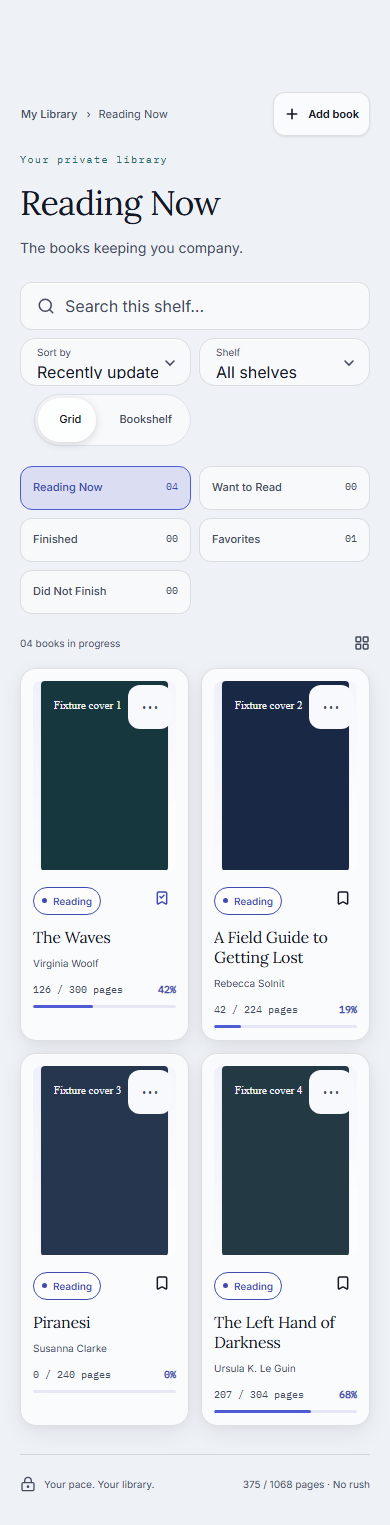 My Library › Reading Now
Add book
Your private library
Reading Now
The books keeping you company.
Search this shelf...
Sort by
Recently update
Shelf
All shelves
Grid
Bookshelf
Reading Now 04
Want to Read 00
Finished 00
Favorites 01
Did Not Finish 00
04 books in progress
Fixture cover 1
...
Reading
The Waves
Virginia Woolf
126 / 300 pages 42%
Fixture cover 2
...
Reading
A Field Guide to
Getting Lost
Rebecca Solnit
42 / 224 pages 19%
Fixture cover 3
...
Reading
Piranesi
Susanna Clarke
0 / 240 pages 0%
Fixture cover 4
...
Reading
The Left Hand of
Darkness
Ursula K. Le Guin
207 / 304 pages 68%
Your pace. Your library.
375 / 1068 pages · No rush